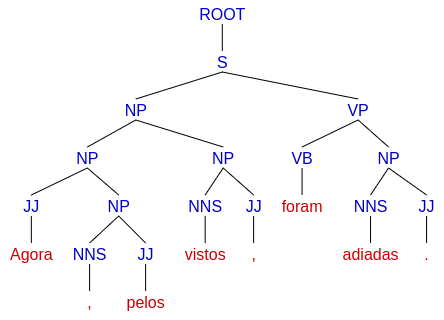 ROOT
S
NP VP
NP NP VB NP
JJ NP NNS JJ foram NNS JJ
Agora NNS JJ vistos , adiadas .
, pelos